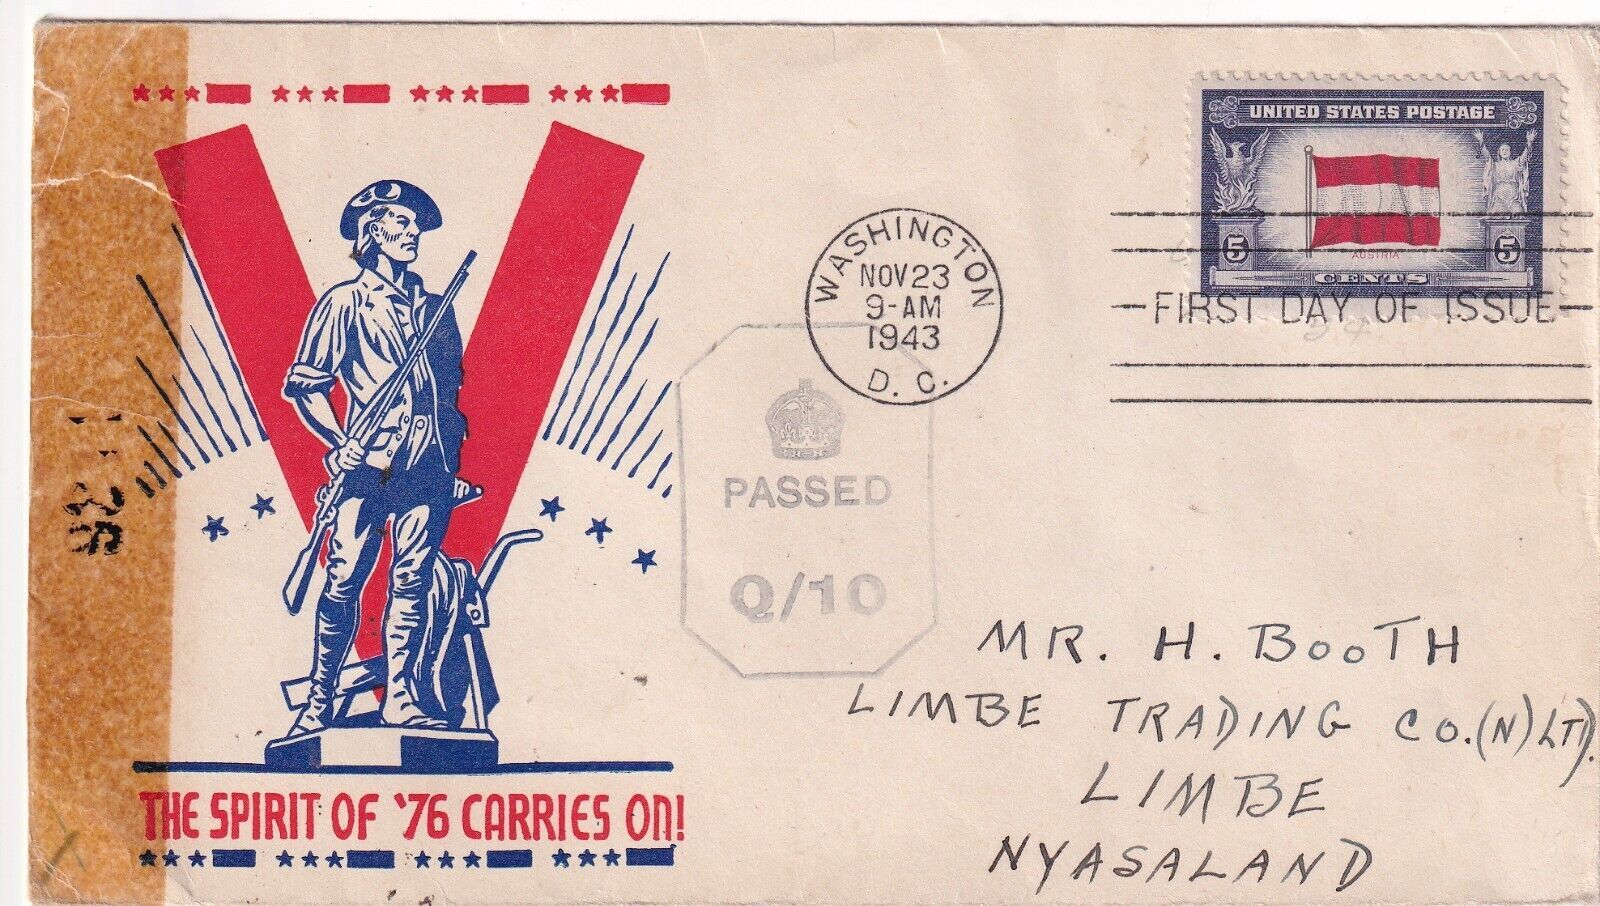 UNITED STATES POSTAGE
5 5
AUSTRIA
CENTS
WASHINGTON
NOV 23
9-AM
1943
D. C.
FIRST DAY OF ISSUE
PASSED
Q/10
MR. H. BOOTH
LIMBE TRADING CO. (N) LTD.
LIMBE
NYASALAND
THE SPIRIT OF '76 CARRIES ON!